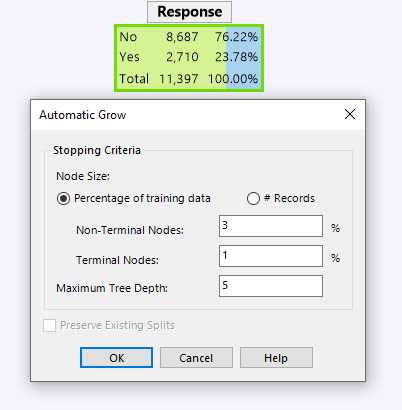 Response
No 8,687 76.22%
Yes 2,710 23.78%
Total 11,397 100.00%
Automatic Grow
Stopping Criteria
Node Size:
Percentage of training data # Records
Non-Terminal Nodes: 3 %
Terminal Nodes: 1 %
Maximum Tree Depth: 5
Preserve Existing Splits
OK Cancel Help